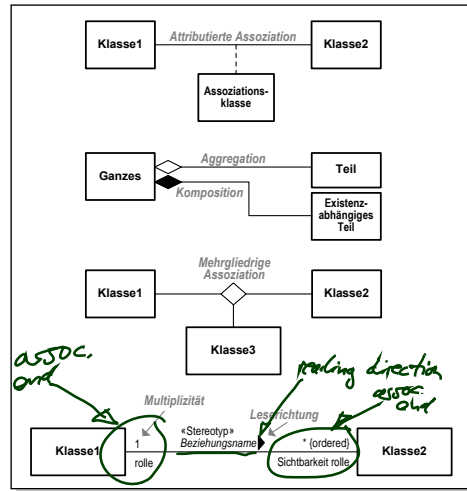 Attributierte Assoziation
Klasse1
Klasse2
Assoziations-
klasse
Aggregation
Ganzes
Teil
Komposition
Existenz-
abhängiges
Teil
Mehrgliedrige
Assoziation
Klasse1
Klasse2
Klasse3
assoc.
end
reading direction
assoc.
end
Multiplizität
Leserichtung
«Stereotyp»
Klasse1
1
Beziehungsname
* {ordered}
Klasse2
rolle
Sichtbarkeit rolle